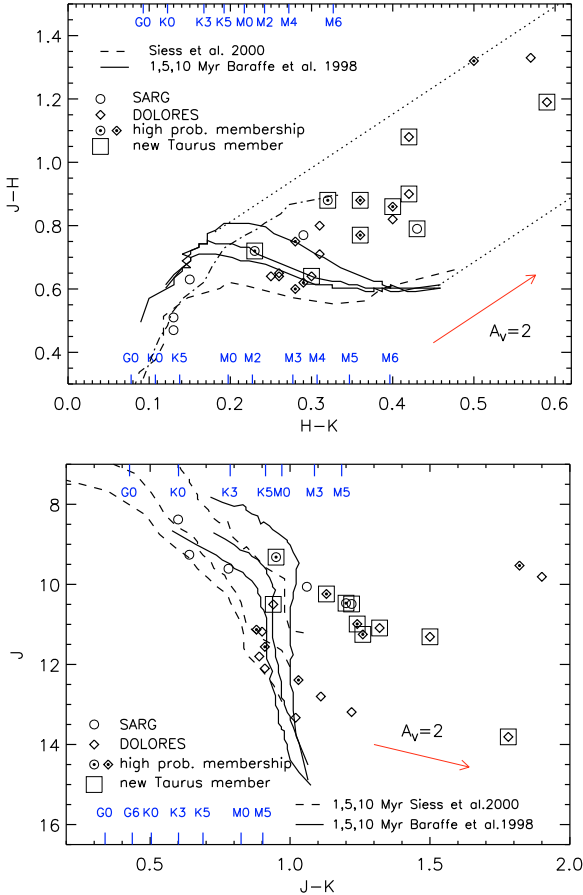 G0 K0 K3 K5 M0 M2 M4 M6
1.4
Siess et al. 2000
1,5,10 Myr Baraffe et al. 1998
SARG
DOLORES
high prob. membership
new Taurus member
1.2
1.0
J-H
0.8
0.6
0.4
Av=2
G0 K0 K5 M0 M2 M3 M4 M5 M6
0.0 0.1 0.2 0.3 0.4 0.5 0.6
H-K
8
G0 K0 K3 K5 M0 M3 M5
10
J
12
14
16
SARG
DOLORES
high prob. membership
new Taurus member
Av=2
1,5,10 Myr Siess et al.2000
1,5,10 Myr Baraffe et al.1998
G0 G6 K0 K3 K5 M0 M5
0.5 1.0 1.5 2.0
J-K